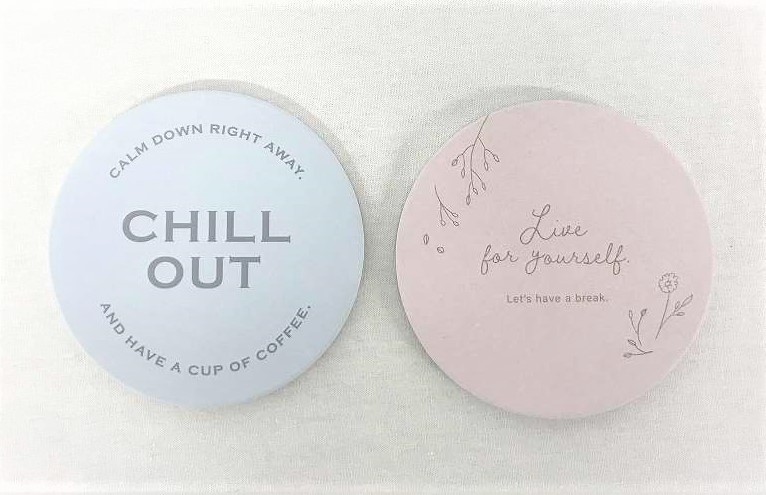 CALM DOWN RIGHT AWAY.
CHILL
OUT
AND HAVE A CUP OF COFFEE.
Live
for yourself.
Let's have a break.